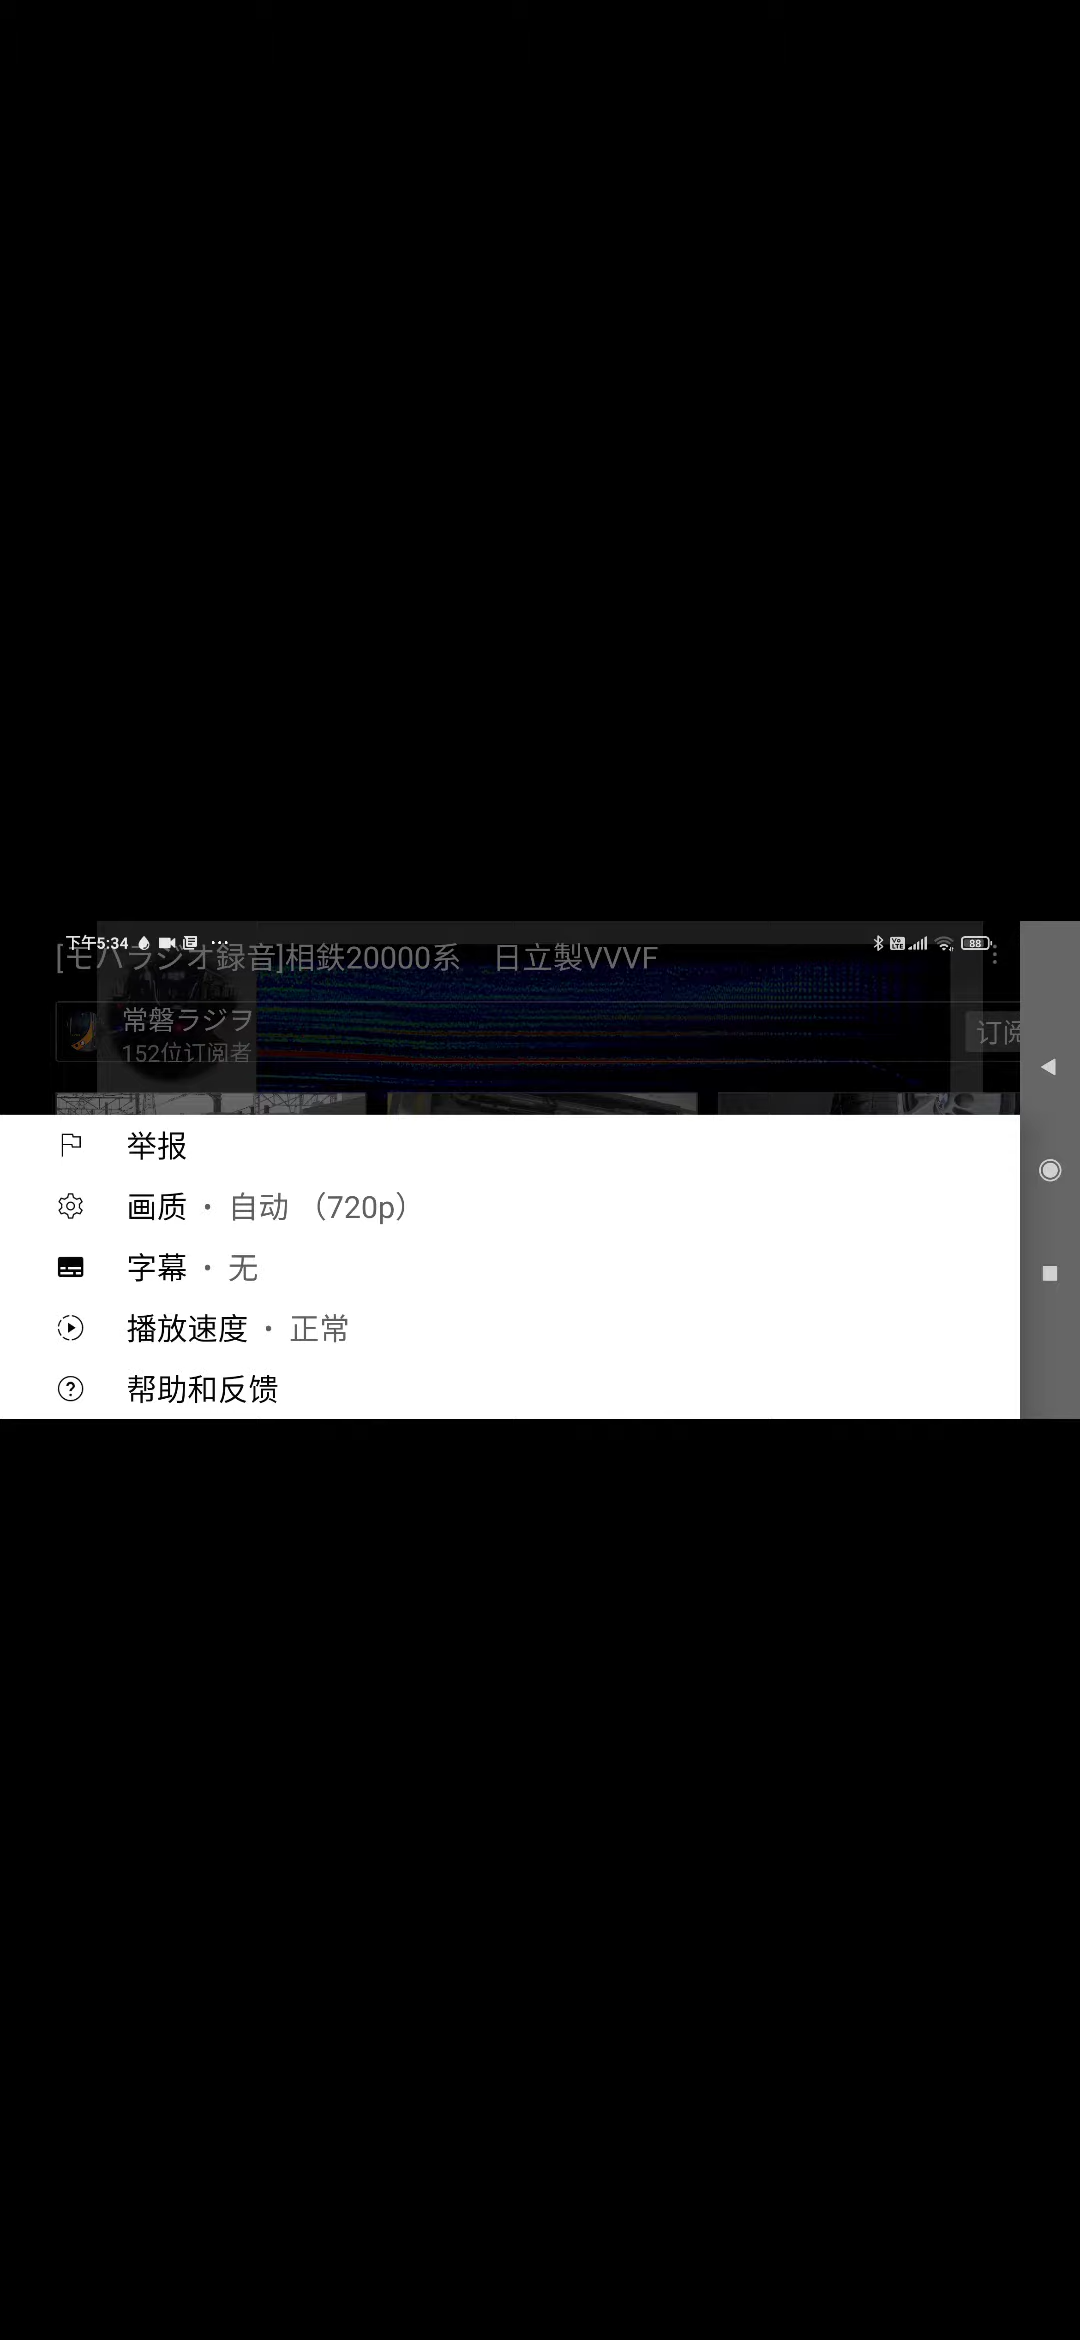 下午5:34
88
[モハラジオ録音]相鉄20000系　日立製VVVF
常磐ラジヲ
152位订阅者
订阅
举报
画质 · 自动 （720p）
字幕 · 无
播放速度 · 正常
帮助和反馈